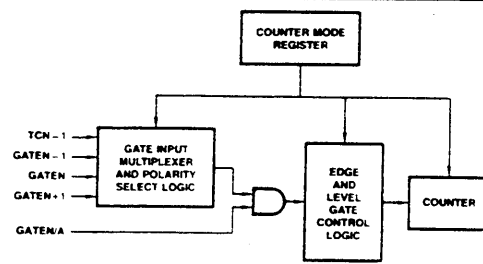 COUNTER MODE
REGISTER
TCN-1
GATEN-1
GATEN
GATEN+1
GATEN/A
GATE INPUT
MULTIPLEXER
AND POLARITY
SELECT LOGIC
EDGE
AND
LEVEL
GATE
CONTROL
LOGIC
COUNTER